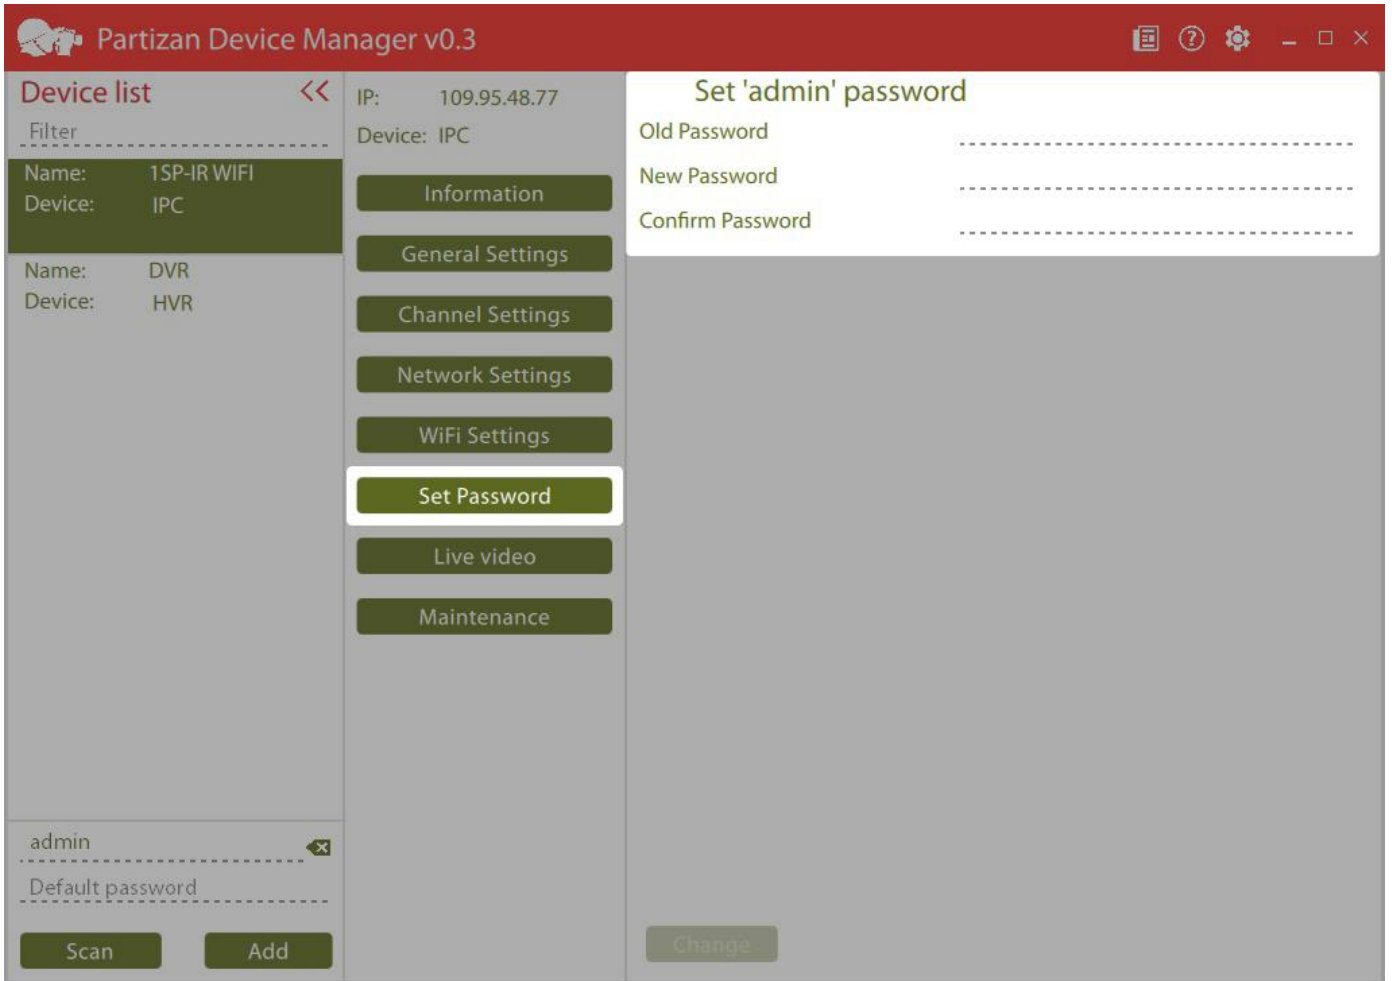 Partizan Device Manager v0.3
Device list <<
Filter
Name: 1SP-IR WIFI
Device: IPC
Name: DVR
Device: HVR
admin
Default password
Scan Add
IP: 109.95.48.77
Device: IPC
Information
General Settings
Channel Settings
Network Settings
WiFi Settings
Set Password
Live video
Maintenance
Set 'admin' password
Old Password
New Password
Confirm Password
Change